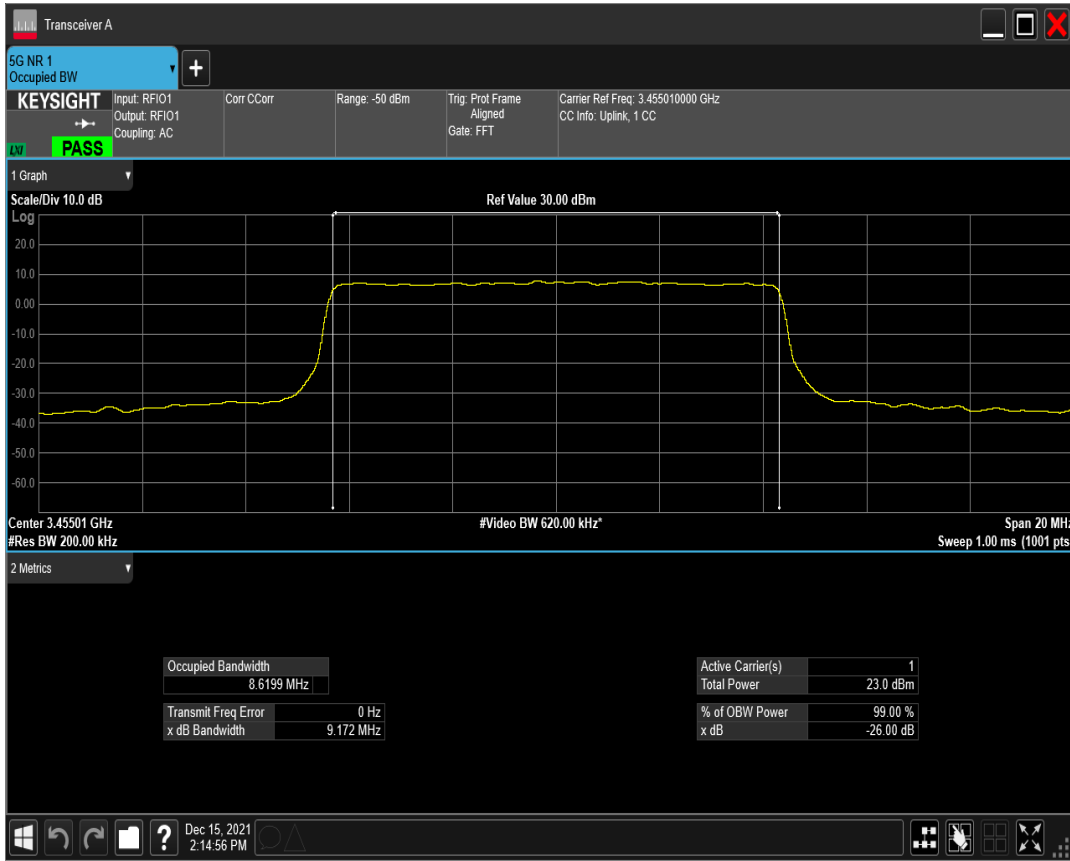 Transceiver A
5G NR 1
Occupied BW
KEYSIGHT
Input: RFIO1
Output: RFIO1
Coupling: AC
Corr CCorr
Range: -50 dBm
Trig: Prot Frame
Aligned
Gate: FFT
Carrier Ref Freq: 3.455010000 GHz
CC Info: Uplink, 1 CC
LXI
PASS
1 Graph
Scale/Div 10.0 dB
Ref Value 30.00 dBm
Log
20.0
10.0
0.00
-10.0
-20.0
-30.0
-40.0
-50.0
-60.0
Center 3.45501 GHz
#Video BW 620.00 kHz*
Span 20 MHz
#Res BW 200.00 kHz
Sweep 1.00 ms (1001 pts
2 Metrics
Occupied Bandwidth
8.6199 MHz
Transmit Freq Error 0 Hz
x dB Bandwidth 9.172 MHz
Active Carrier(s) 1
Total Power 23.0 dBm
% of OBW Power 99.00 %
x dB -26.00 dB
?
Dec 15, 2021
2:14:56 PM